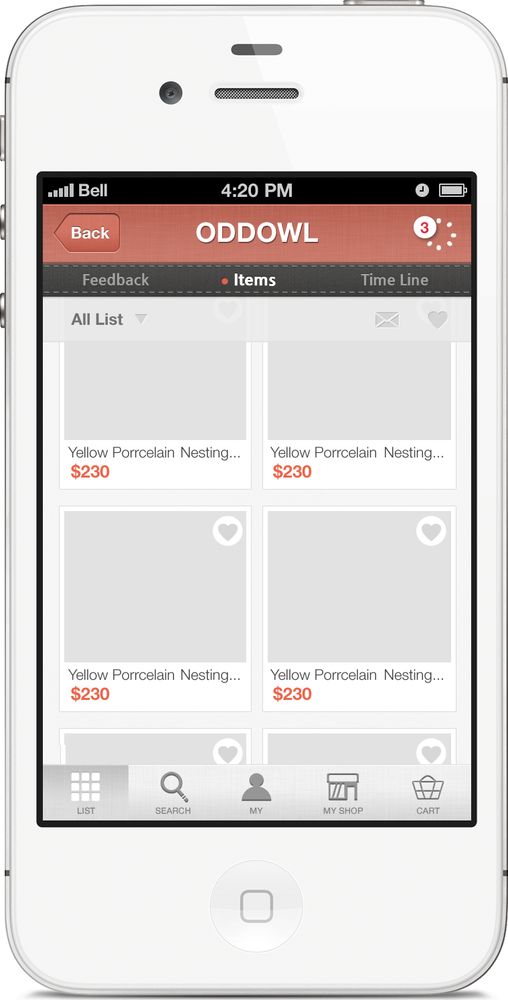 Bell 4:20 PM
Back ODDOWL 3
Feedback Items Time Line
All List
Yellow Porrcelain Nesting... Yellow Porrcelain Nesting...
$230 $230
Yellow Porrcelain Nesting... Yellow Porrcelain Nesting...
$230 $230
LIST SEARCH MY MY SHOP CART